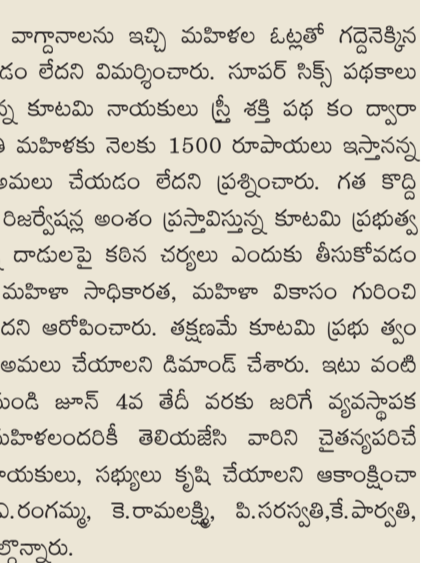 వాగ్దానాలను ఇచ్చి మహిళల ఓట్లతో గద్దెనెక్కిన
డం లేదని విమర్శించారు. సూపర్ సిక్స్ పథకాలు
న్న కూటమి నాయకులు స్త్రీ శక్తి పథ కం ద్వారా
మహిళకు నెలకు 1500 రూపాయలు ఇస్తానన్న
అమలు చేయడం లేదని ప్రశ్నించారు. గత కొద్ది
రిజర్వేషన్ల అంశం ప్రస్తావిస్తున్న కూటమి ప్రభుత్వ
దాడులపై కఠిన చర్యలు ఎందుకు తీసుకోవడం
మహిళా సాధికారత, మహిళా వికాసం గురించి
దని ఆరోపించారు. తక్షణమే కూటమి ప్రభు త్వం
అమలు చేయాలని డిమాండ్ చేశారు. ఇటు వంటి
నుండి జూన్ 4వ తేదీ వరకు జరిగే వ్యవస్థాపక
మహిళలందరికీ తెలియజేసి వారిని చైతన్యపరిచే
నాయకులు, సభ్యులు కృషి చేయాలని ఆకాంక్షించా
వి.రంగమ్మ, కె.రామలక్ష్మి, పి.సరస్వతి,కే.పార్వతి,
ల్గొన్నారు.